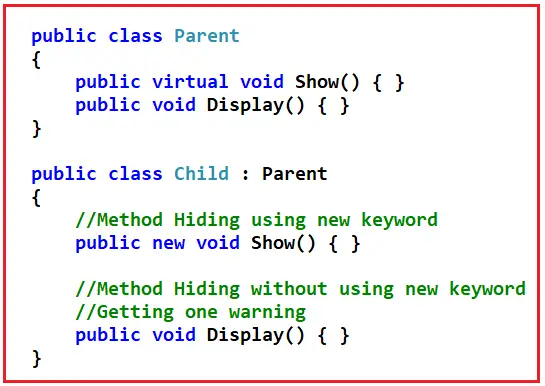 public class Parent
{
    public virtual void Show() { }
    public void Display() { }
}

public class Child : Parent
{
    //Method Hiding using new keyword
    public new void Show() { }

    //Method Hiding without using new keyword
    //Getting one warning
    public void Display() { }
}